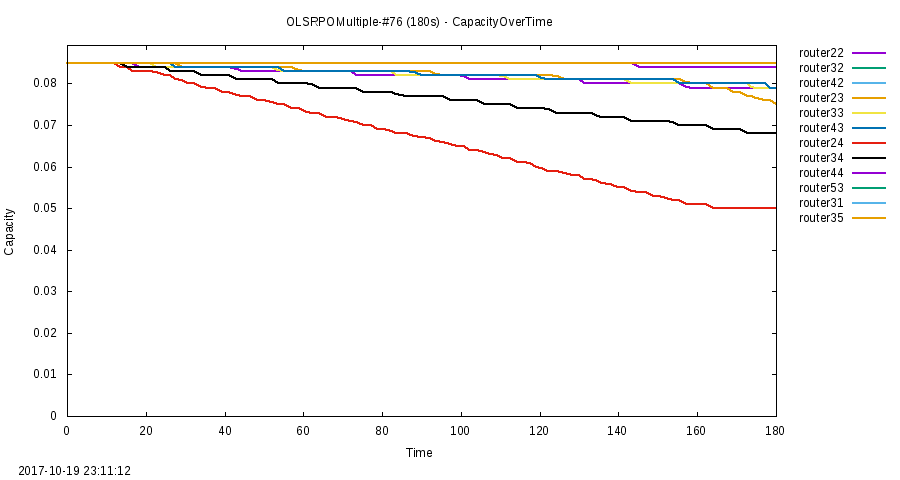 OLSRPOMultiple-#76 (180s) - CapacityOverTime
router22
router32
router42
router23
router33
router43
router24
router34
router44
router53
router31
router35
0.08
0.07
0.06
0.05
0.04
0.03
0.02
0.01
0
Capacity
0 20 40 60 80 100 120 140 160 180
Time
2017-10-19 23:11:12